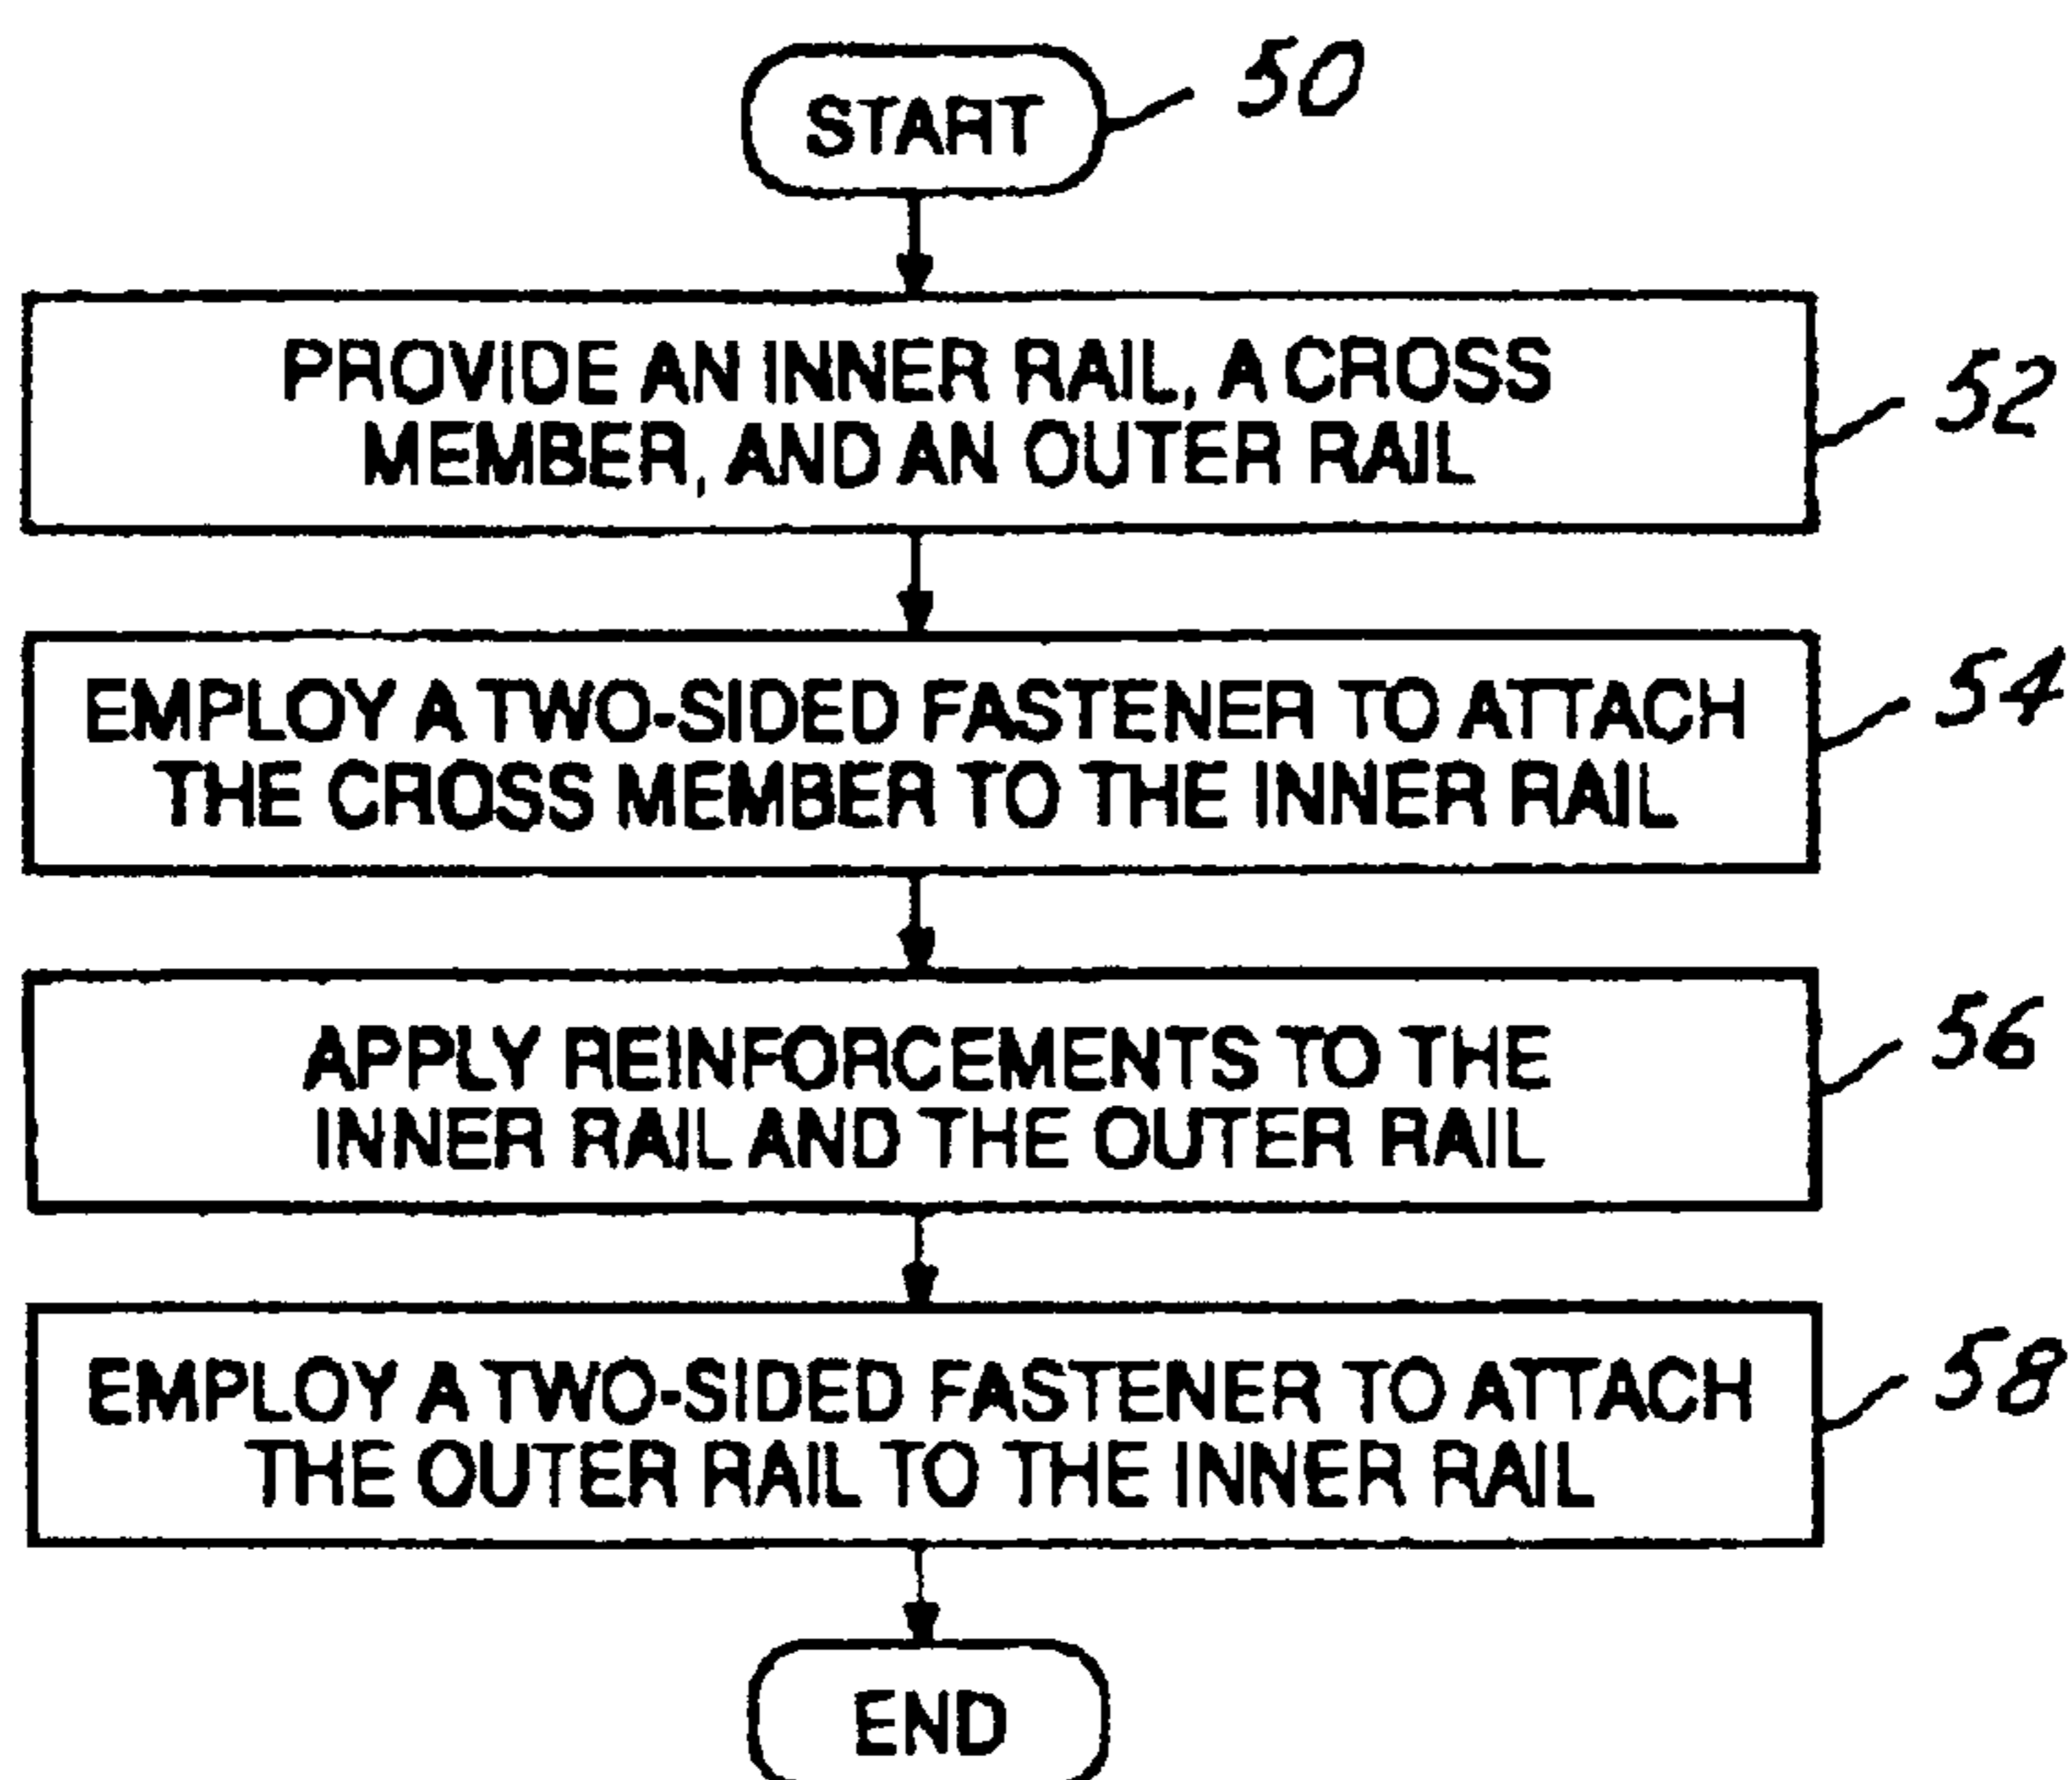 START
50
PROVIDE AN INNER RAIL, A CROSS
MEMBER, AND AN OUTER RAIL
52
EMPLOY A TWO-SIDED FASTENER TO ATTACH
THE CROSS MEMBER TO THE INNER RAIL
54
APPLY REINFORCEMENTS TO THE
INNER RAIL AND THE OUTER RAIL
56
EMPLOY A TWO-SIDED FASTENER TO ATTACH
THE OUTER RAIL TO THE INNER RAIL
58
END